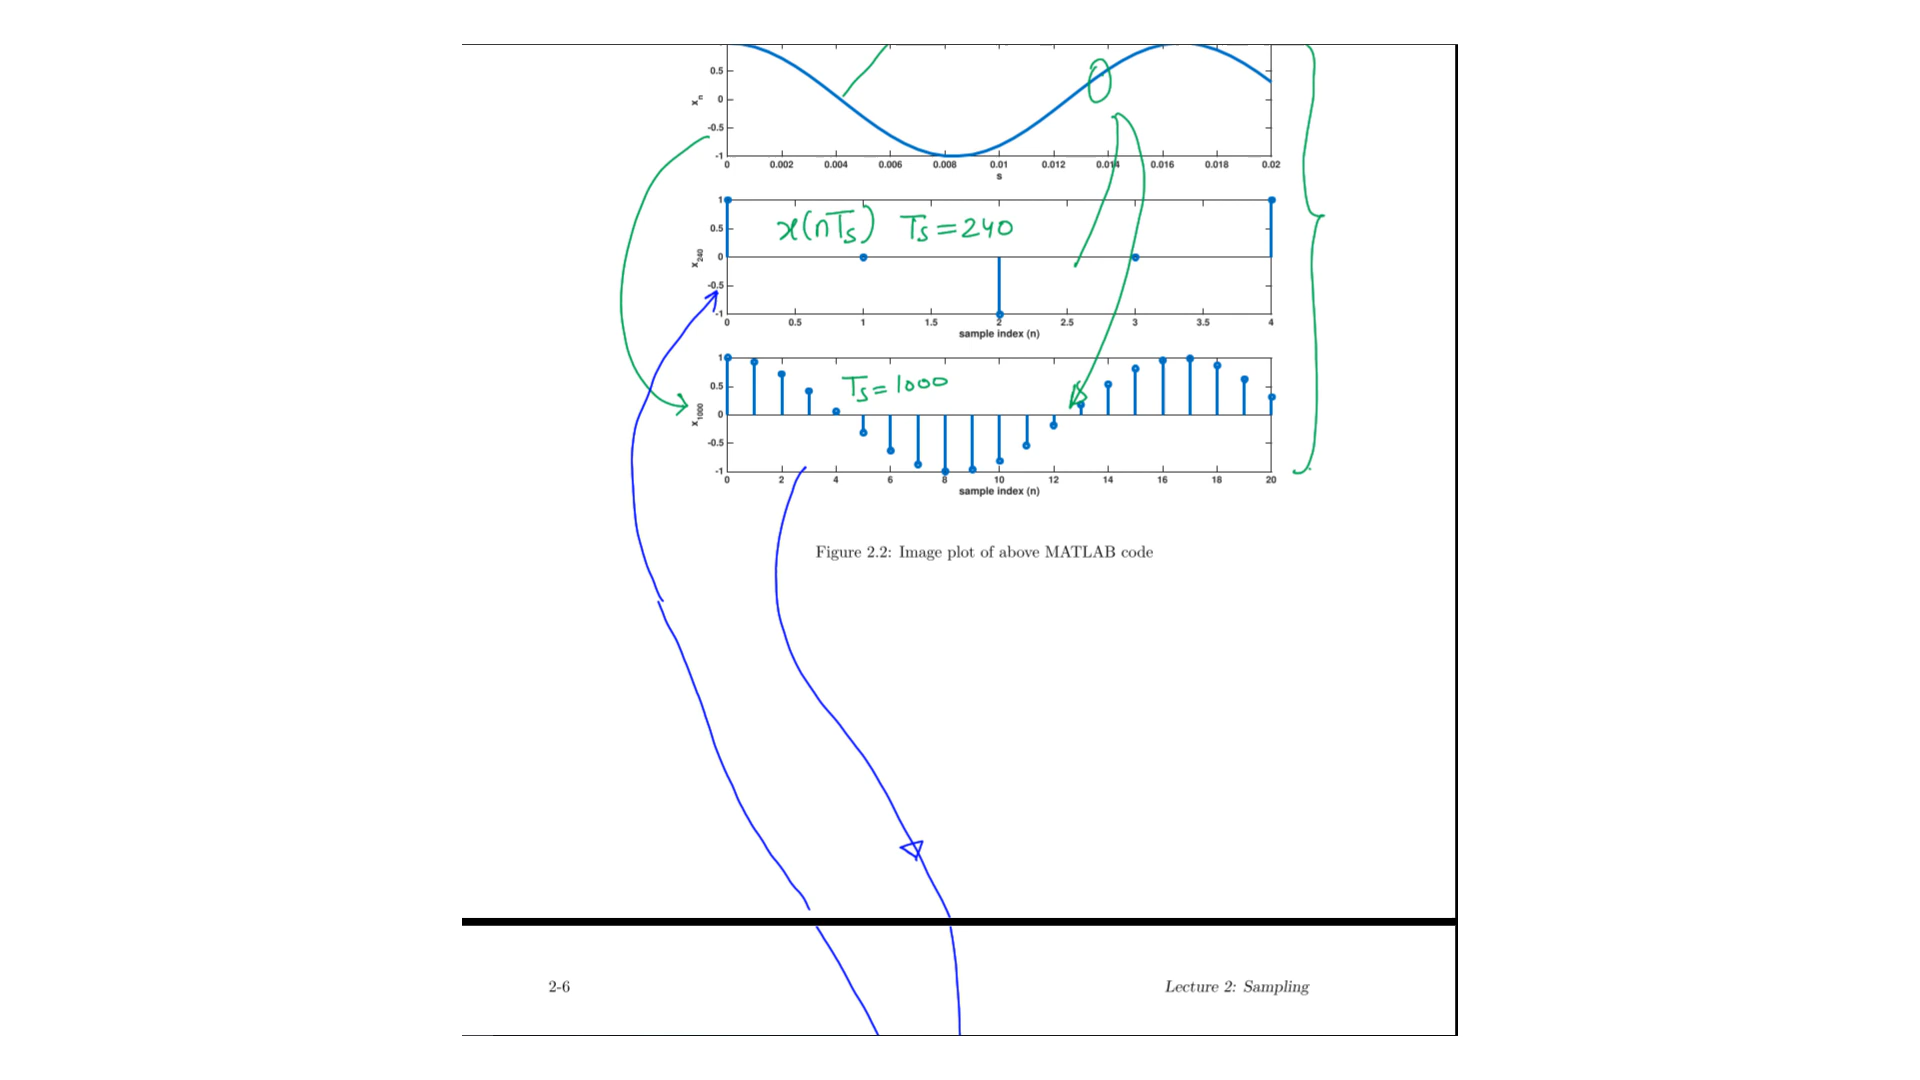 0.5
0
-0.5
-1
x_n
0 0.002 0.004 0.006 0.008 0.01 0.012 0.014 0.016 0.018 0.02
s
1
0.5
0
-0.5
-1
x_240
x(nTs) Ts=240
0 0.5 1 1.5 2 2.5 3 3.5 4
sample index (n)
1
0.5
0
-0.5
-1
x_1000
Ts=1000
0 2 4 6 8 10 12 14 16 18 20
sample index (n)
Figure 2.2: Image plot of above MATLAB code
2-6 Lecture 2: Sampling